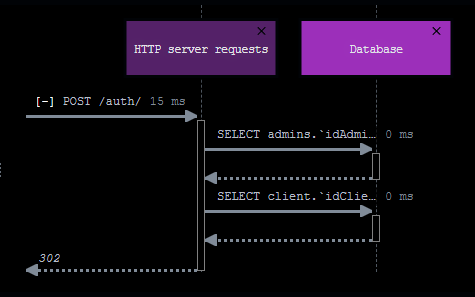 HTTP server requests
Database
[-] POST /auth/ 15 ms
SELECT admins.`idAdmi… 0 ms
SELECT client.`idClie… 0 ms
302